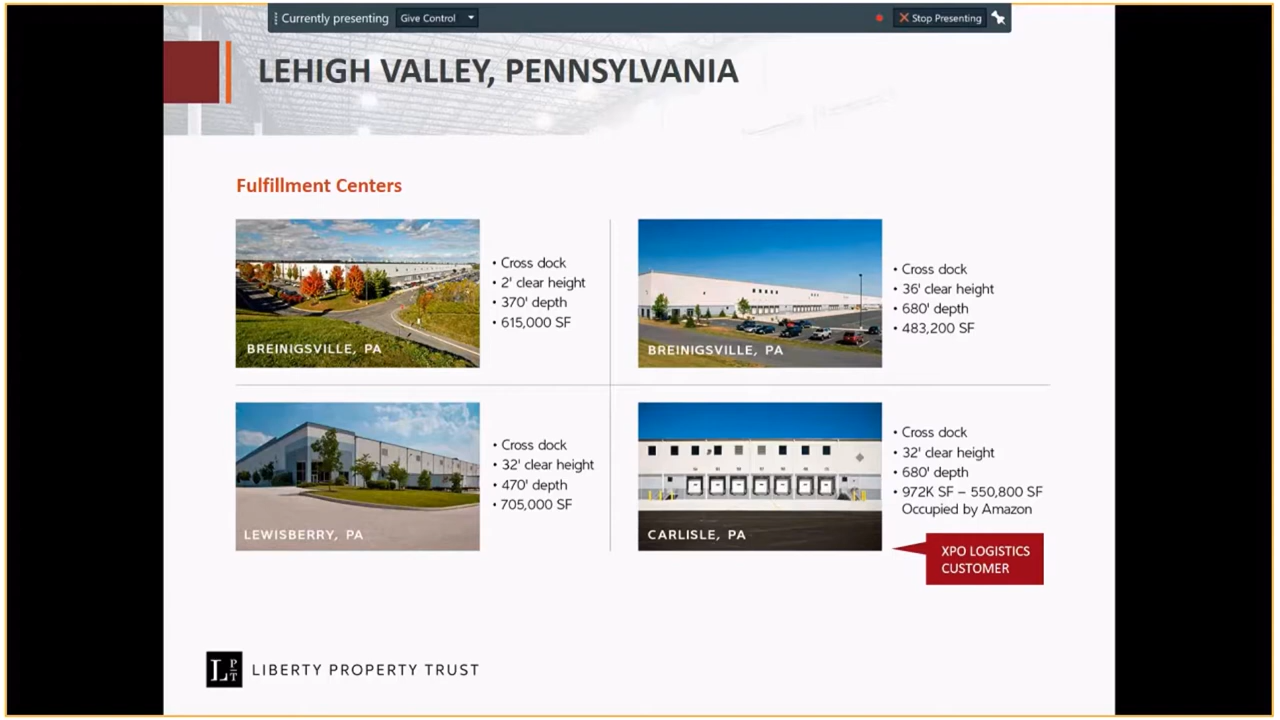 Currently presenting Give Control Stop Presenting
LEHIGH VALLEY, PENNSYLVANIA
Fulfillment Centers
• Cross dock
• 2' clear height
• 370' depth
• 615,000 SF
BREINIGSVILLE, PA
• Cross dock
• 36' clear height
• 680' depth
• 483,200 SF
BREINIGSVILLE, PA
• Cross dock
• 32' clear height
• 470' depth
• 705,000 SF
LEWISBERRY, PA
• Cross dock
• 32' clear height
• 680' depth
• 972K SF – 550,800 SF
Occupied by Amazon
CARLISLE, PA
XPO LOGISTICS
CUSTOMER
LPT LIBERTY PROPERTY TRUST